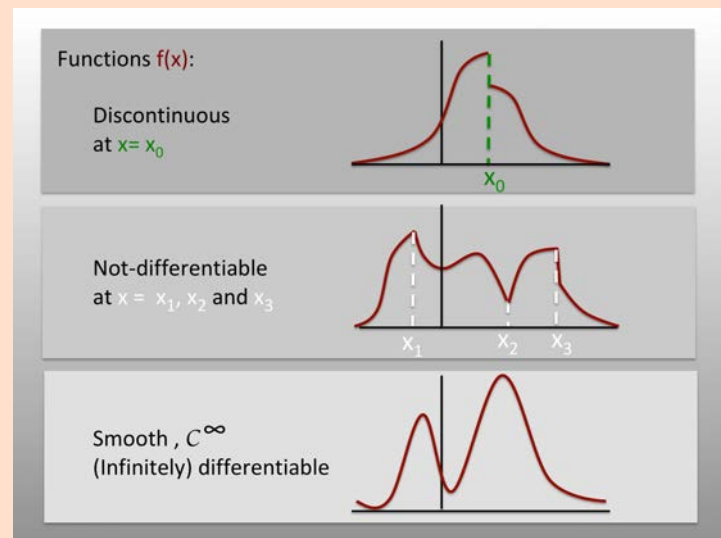 Functions f(x):
Discontinuous
at x= x₀
x₀
Not-differentiable
at x = x₁, x₂ and x₃
x₁
x₂
x₃
Smooth , C^∞
(Infinitely) differentiable